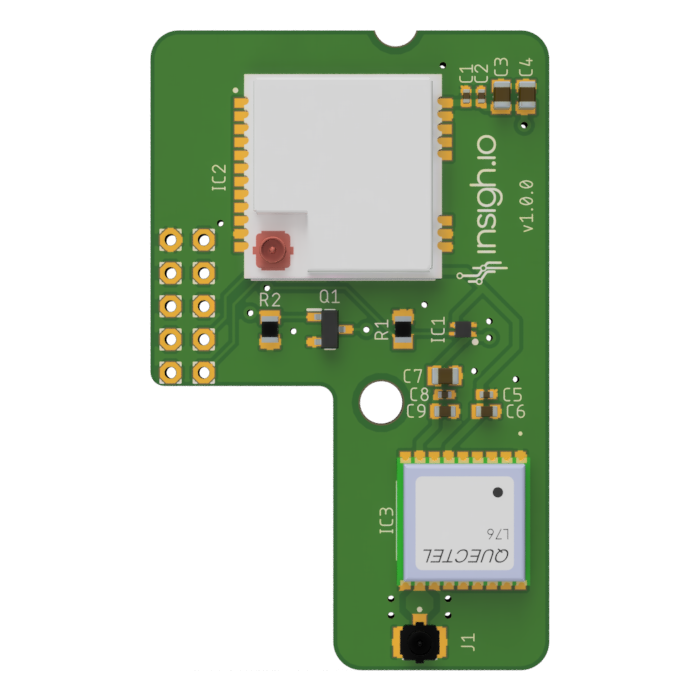 C1
C2
C3
C4
IC2
insigh.io
v1.0.0
R2
Q1
R1
IC1
C7
C8
C5
C9
C6
IC3
L76
QUECTEL
J1